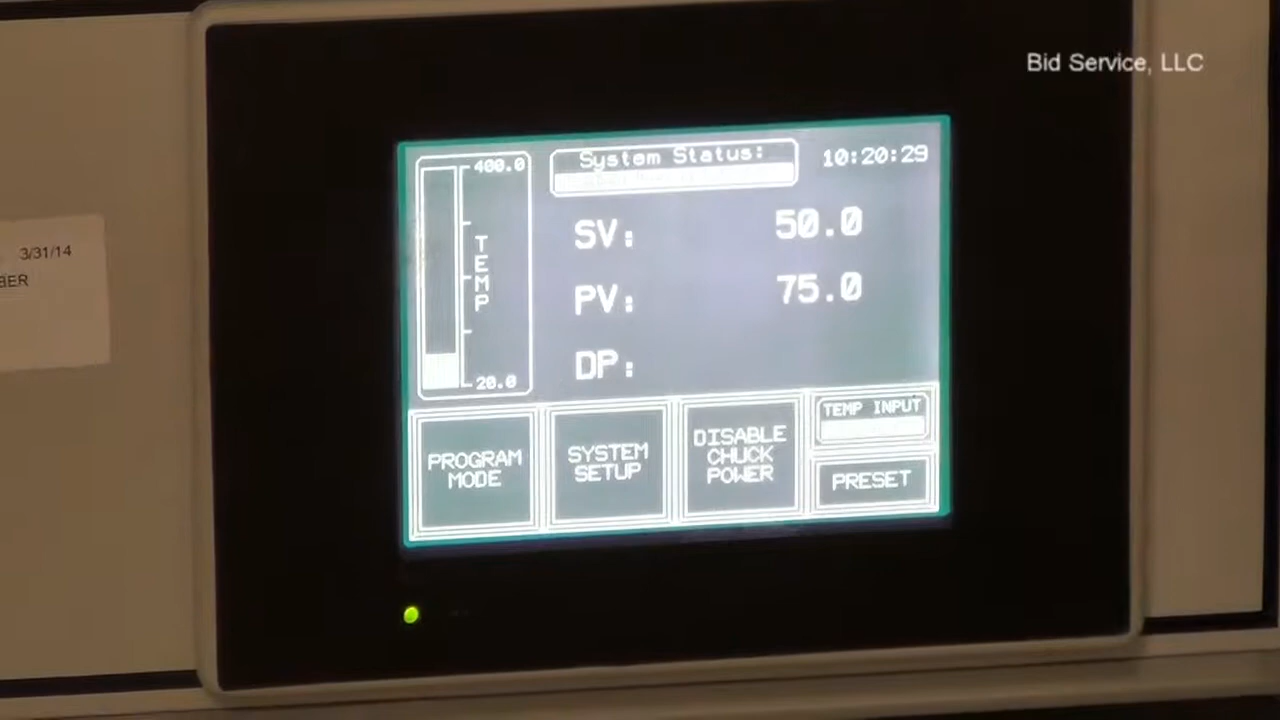 Bid Service, LLC
3/31/14
BER
System Status:
10:20:29
400.0
TEMP
20.0
SV: 50.0
PV: 75.0
DP:
PROGRAM
MODE
SYSTEM
SETUP
DISABLE
CHUCK
POWER
TEMP INPUT
PRESET